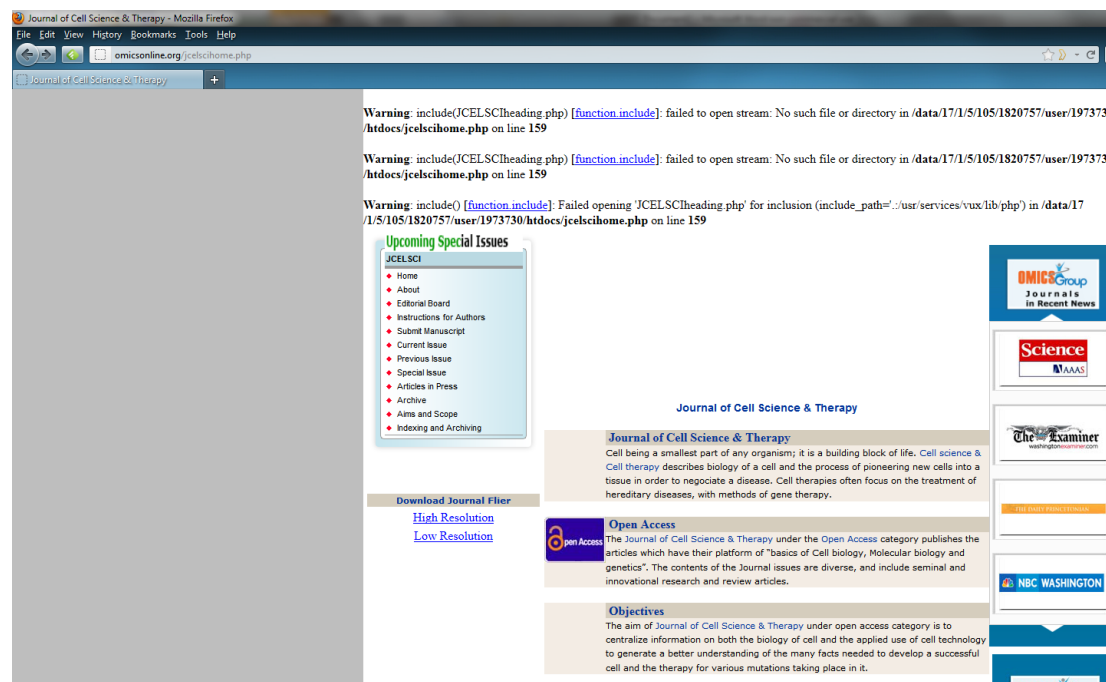 Journal of Cell Science & Therapy - Mozilla Firefox
File Edit View History Bookmarks Tools Help
omicsonline.org/jcelscihome.php
Journal of Cell Science & Therapy
Warning: include(JCELSCIheading.php) [function.include]: failed to open stream: No such file or directory in /data/17/1/5/105/1820757/user/197373
/htdocs/jcelscihome.php on line 159
Warning: include(JCELSCIheading.php) [function.include]: failed to open stream: No such file or directory in /data/17/1/5/105/1820757/user/197373
/htdocs/jcelscihome.php on line 159
Warning: include() [function.include]: Failed opening 'JCELSCIheading.php' for inclusion (include_path='.:/usr/services/vux/lib/php') in /data/17
/1/5/105/1820757/user/1973730/htdocs/jcelscihome.php on line 159
Upcoming Special Issues
JCELSCI
Home
About
Editorial Board
Instructions for Authors
Submit Manuscript
Current Issue
Previous Issue
Special Issue
Articles in Press
Archive
Aims and Scope
Indexing and Archiving
Download Journal Flier
High Resolution
Low Resolution
Journal of Cell Science & Therapy
Journal of Cell Science & Therapy
Cell being a smallest part of any organism; it is a building block of life. Cell science &
Cell therapy describes biology of a cell and the process of pioneering new cells into a
tissue in order to negociate a disease. Cell therapies often focus on the treatment of
hereditary diseases, with methods of gene therapy.
Open Access
pen Access
The Journal of Cell Science & Therapy under the Open Access category publishes the
articles which have their platform of "basics of Cell biology, Molecular biology and
genetics". The contents of the Journal issues are diverse, and include seminal and
innovational research and review articles.
Objectives
The aim of Journal of Cell Science & Therapy under open access category is to
centralize information on both the biology of cell and the applied use of cell technology
to generate a better understanding of the many facts needed to develop a successful
cell and the therapy for various mutations taking place in it.
OMICS Group
Journals
in Recent News
Science
AAAS
The Examiner
washingtonexaminer.com
THE DAILY PRINCETONIAN
NBC WASHINGTON